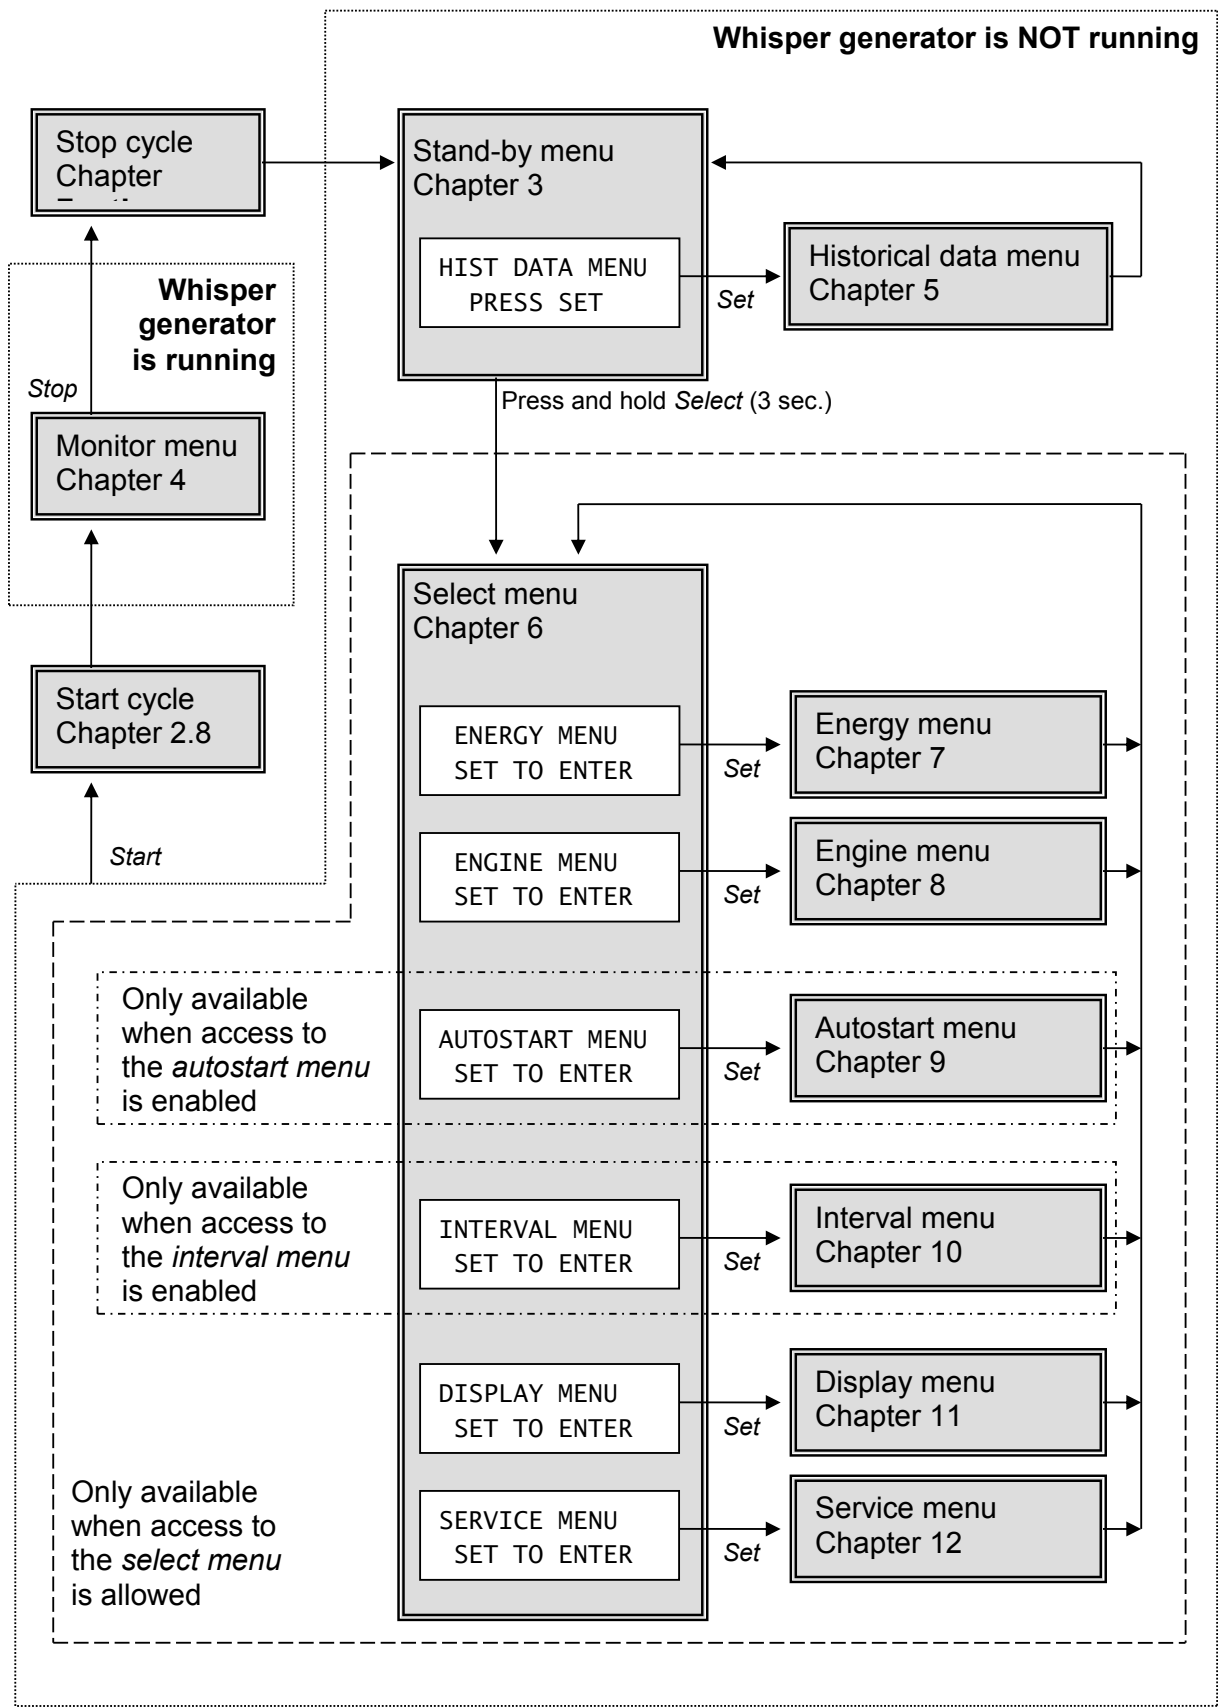 Whisper generator is NOT running
Stop cycle
Chapter
Stand-by menu
Chapter 3
HIST DATA MENU
PRESS SET
Set
Historical data menu
Chapter 5
Whisper
generator
is running
Stop
Press and hold Select (3 sec.)
Monitor menu
Chapter 4
Select menu
Chapter 6
Start cycle
Chapter 2.8
Start
ENERGY MENU
SET TO ENTER
Set
Energy menu
Chapter 7
ENGINE MENU
SET TO ENTER
Set
Engine menu
Chapter 8
Only available
when access to
the autostart menu
is enabled
AUTOSTART MENU
SET TO ENTER
Set
Autostart menu
Chapter 9
Only available
when access to
the interval menu
is enabled
INTERVAL MENU
SET TO ENTER
Set
Interval menu
Chapter 10
DISPLAY MENU
SET TO ENTER
Set
Display menu
Chapter 11
Only available
when access to
the select menu
is allowed
SERVICE MENU
SET TO ENTER
Set
Service menu
Chapter 12